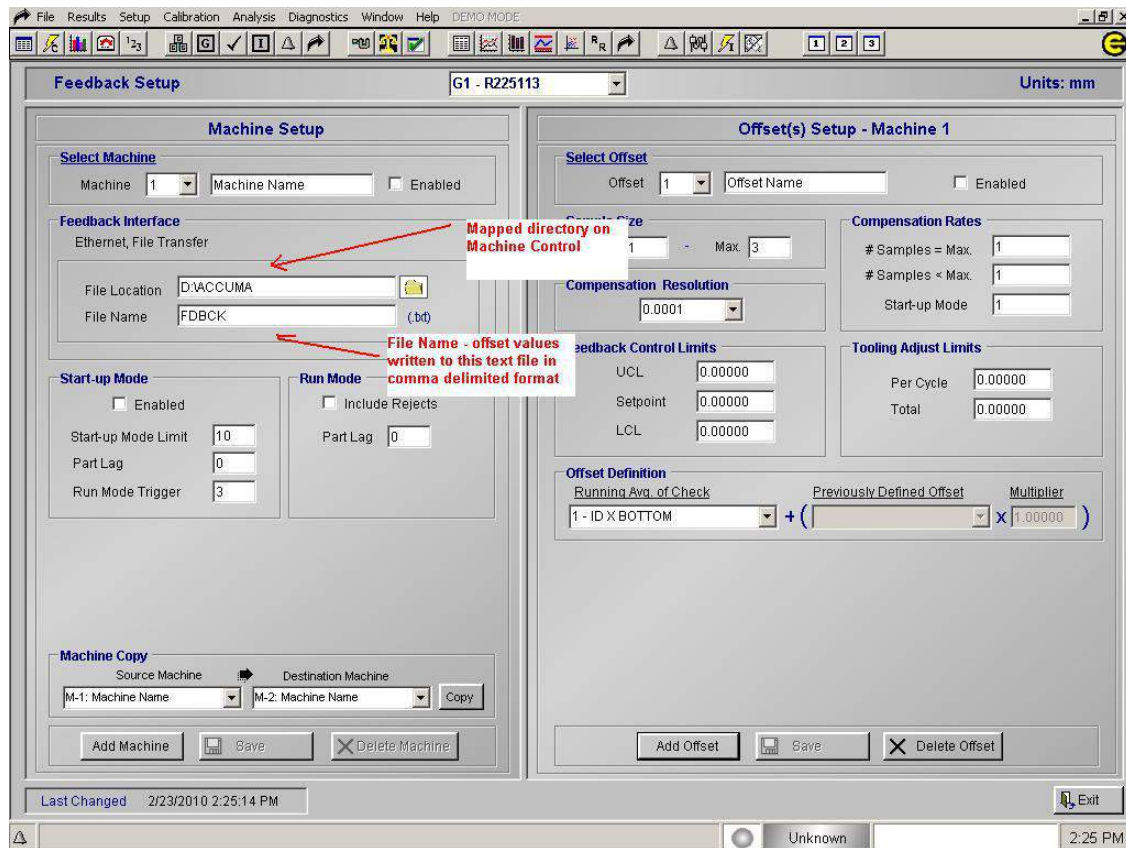 File Results Setup Calibration Analysis Diagnostics Window Help DEMO MODE
1 2 3
Feedback Setup G1 - R225113 Units: mm
Machine Setup
Select Machine
Machine 1 Machine Name Enabled
Feedback Interface
Ethernet, File Transfer
Mapped directory on
Machine Control
File Location D:\ACCUMA
File Name FDBCK (.txt)
File Name - offset values
written to this text file in
comma delimited format
Start-up Mode
Enabled
Start-up Mode Limit 10
Part Lag 0
Run Mode Trigger 3
Run Mode
Include Rejects
Part Lag 0
Machine Copy
Source Machine Destination Machine
M-1: Machine Name M-2: Machine Name Copy
Add Machine Save Delete Machine
Offset(s) Setup - Machine 1
Select Offset
Offset 1 Offset Name Enabled
Size
1 - Max. 3
Compensation Rates
# Samples = Max. 1
# Samples < Max. 1
Start-up Mode 1
Compensation Resolution
0.0001
Feedback Control Limits
UCL 0.00000
Setpoint 0.00000
LCL 0.00000
Tooling Adjust Limits
Per Cycle 0.00000
Total 0.00000
Offset Definition
Running Avg. of Check Previously Defined Offset Multiplier
1 - ID X BOTTOM + ( X 1.00000 )
Add Offset Save Delete Offset
Last Changed 2/23/2010 2:25:14 PM
Exit
Unknown 2:25 PM